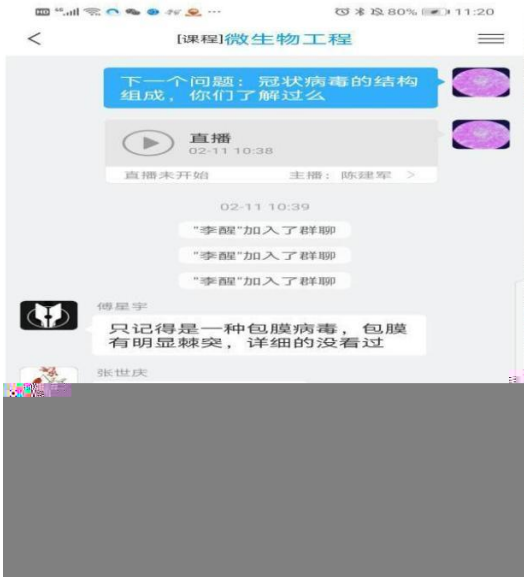 80% 11:20
[课程]微生物工程
下一个问题：冠状病毒的结构
组成，你们了解过么
直播
02-11 10:38
直播未开始 主播：陈建军 >
02-11 10:39
"李醒"加入了群聊
"李醒"加入了群聊
"李醒"加入了群聊
傅星宇
只记得是一种包膜病毒，包膜
有明显棘突，详细的没看过
张世庆